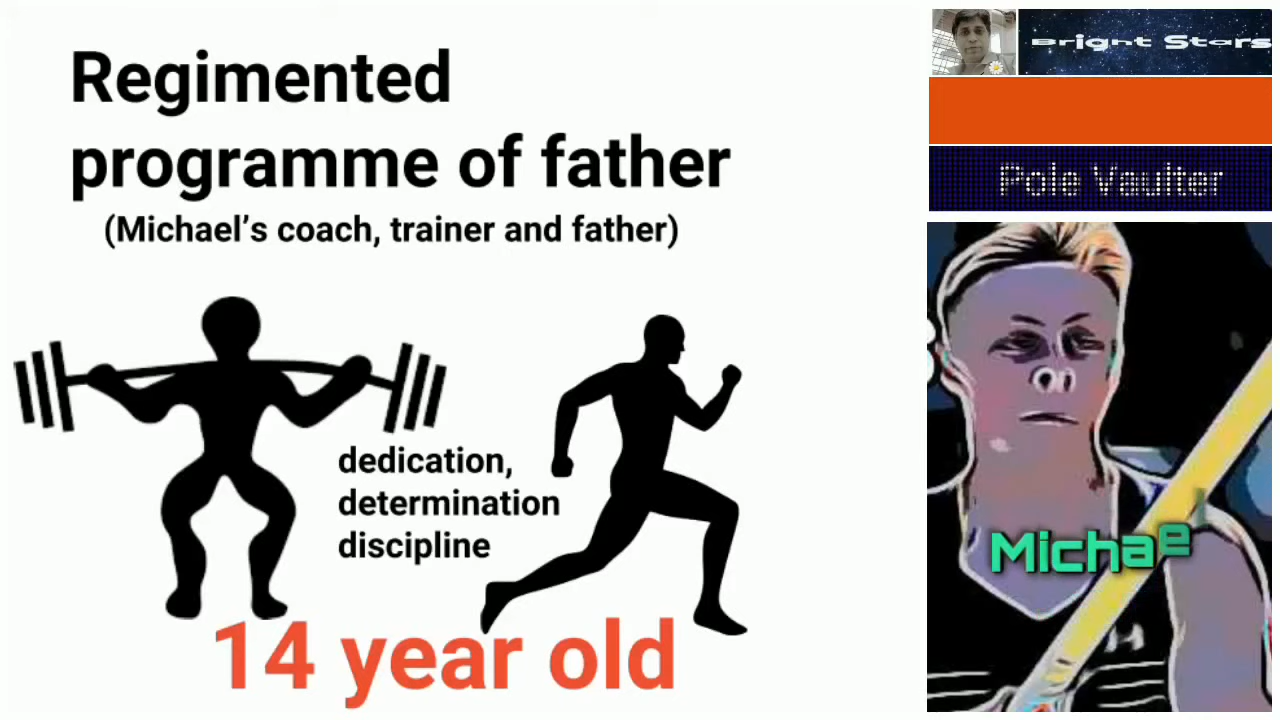 Regimented
programme of father
(Michael's coach, trainer and father)
dedication,
determination
discipline
14 year old
Bright Stars
Pole Vaulter
Michael